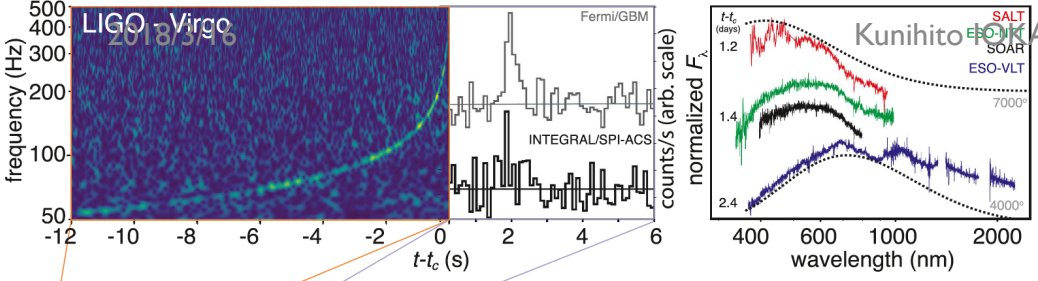 LIGO - Virgo
2018/3/16
frequency (Hz)
500
400
300
200
100
50
-12 -10 -8 -6 -4 -2 0 2 4 6
t-tc (s)
Fermi/GBM
INTEGRAL/SPI-ACS
counts/s (arb. scale)
normalized Fλ
t-tc
(days)
1.2
1.4
2.4
SALT
ESO-NTT
SOAR
ESO-VLT
Kunihito IOKA
7000°
4000°
400 600 1000 2000
wavelength (nm)